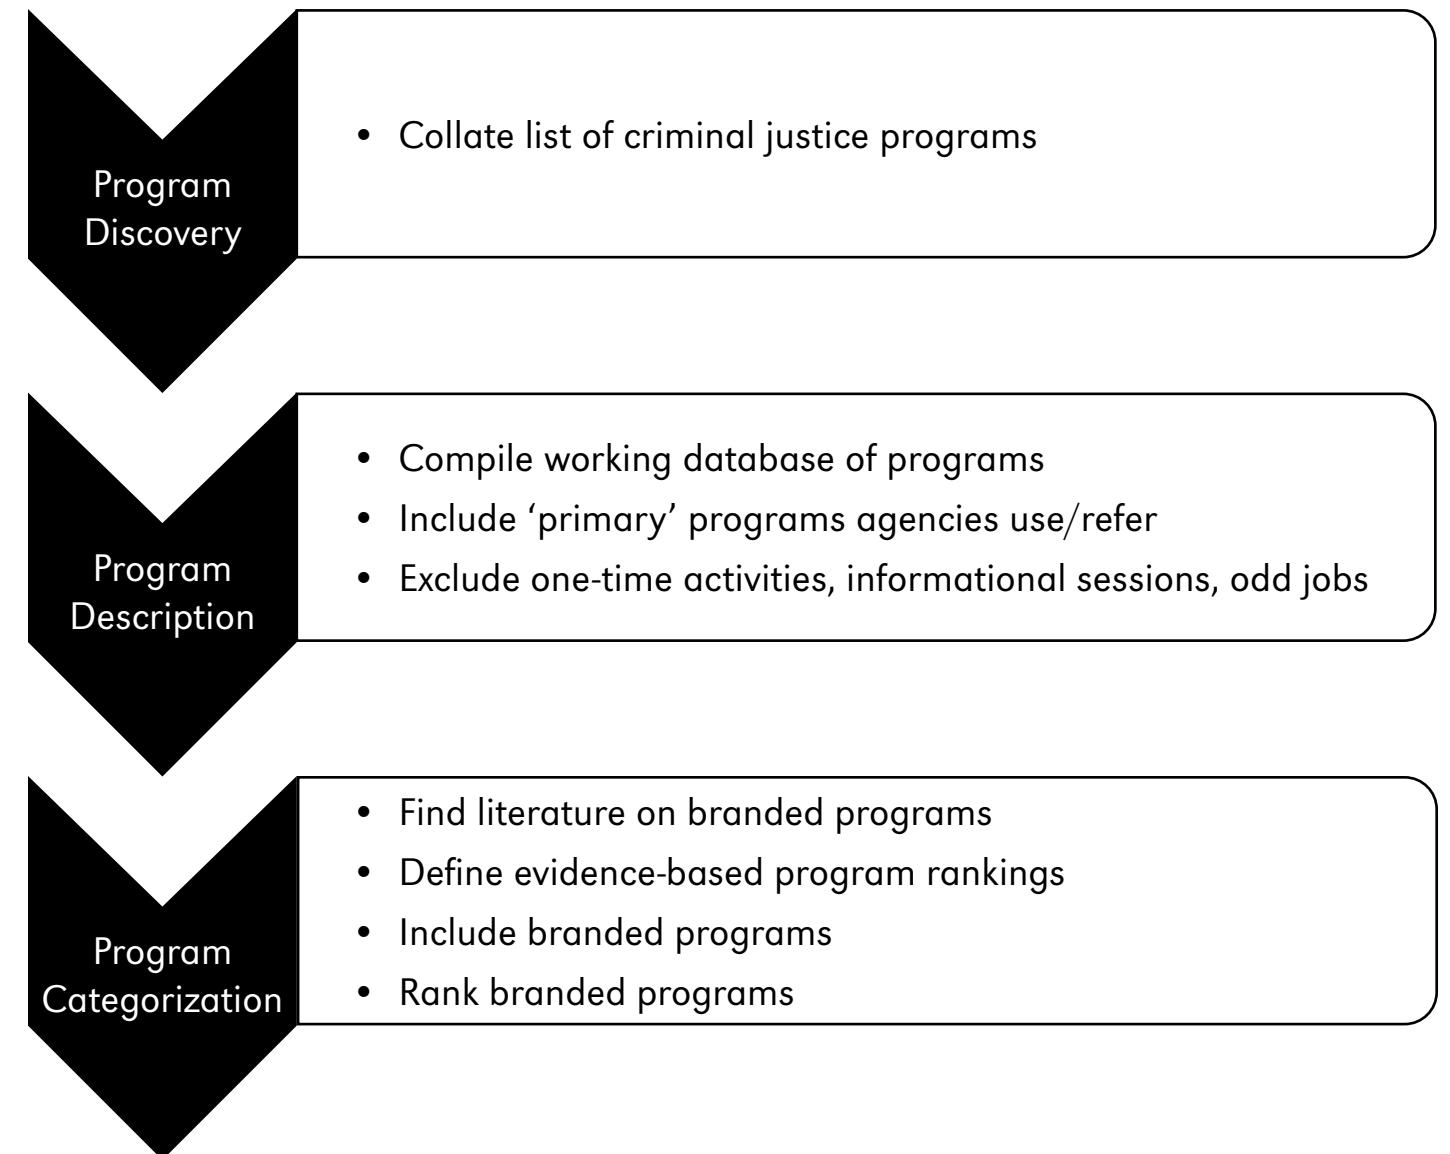 Program
Discovery
• Collate list of criminal justice programs
Program
Description
• Compile working database of programs
• Include ‘primary’ programs agencies use/refer
• Exclude one-time activities, informational sessions, odd jobs
Program
Categorization
• Find literature on branded programs
• Define evidence-based program rankings
• Include branded programs
• Rank branded programs